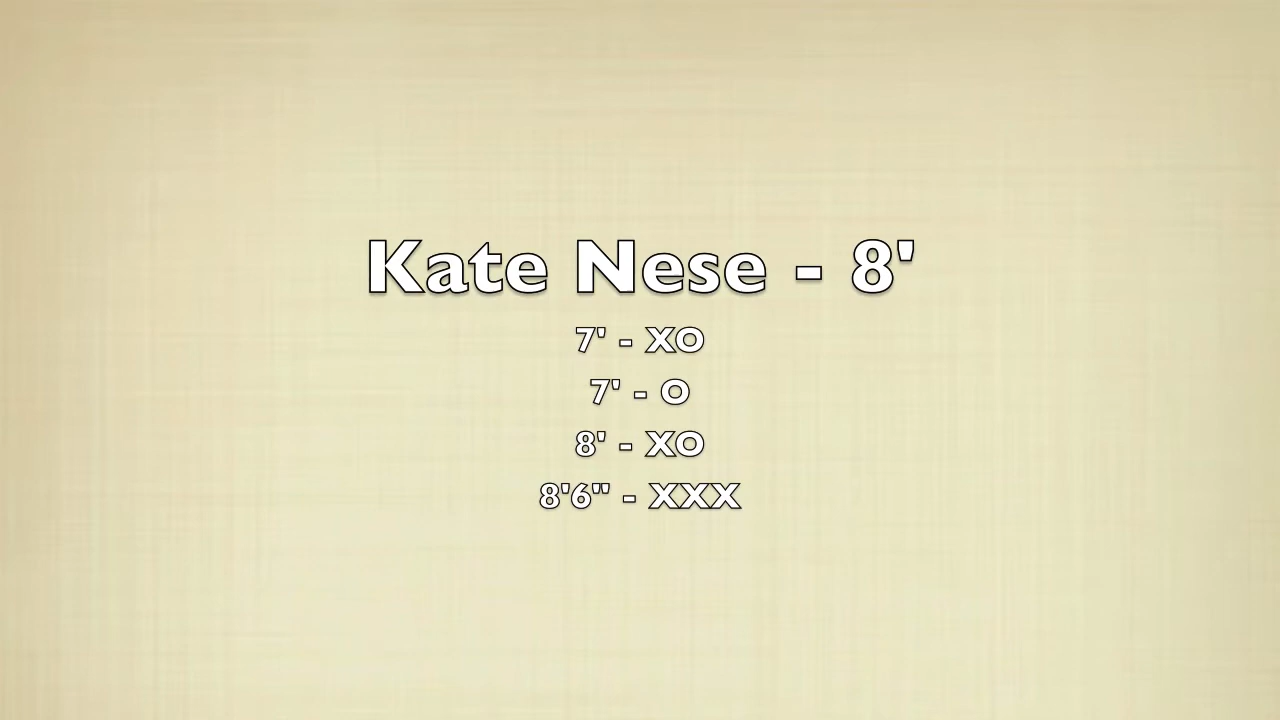 Kate Nese - 8'
7' - XO
7' - O
8' - XO
8'6" - XXX